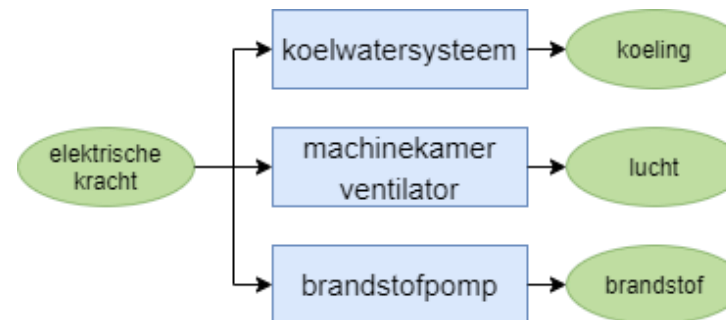 koelwatersysteem
koeling
elektrische
kracht
machinekamer
ventilator
lucht
brandstofpomp
brandstof